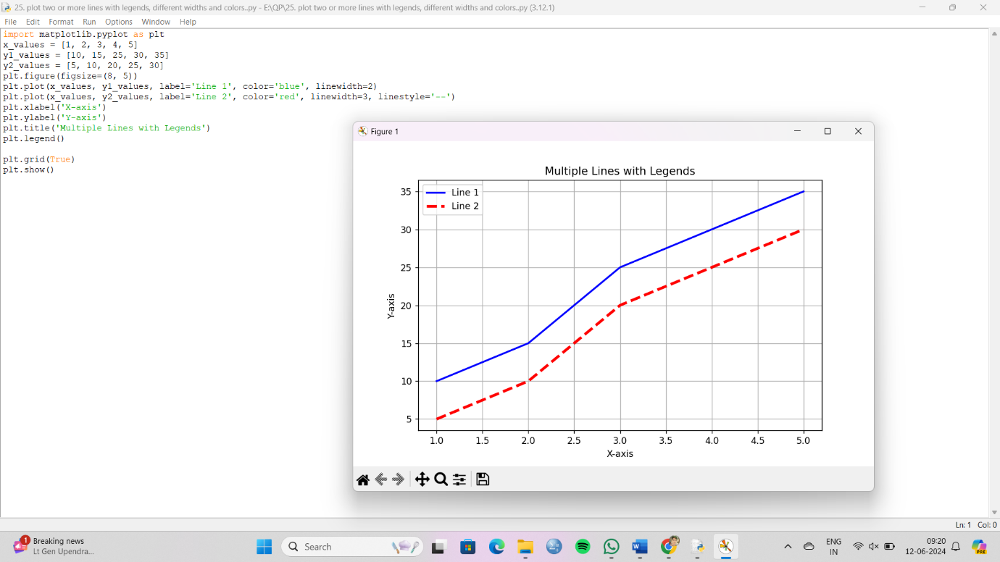 25. plot two or more lines with legends, different widths and colors..py - E:\QP\25. plot two or more lines with legends, different widths and colors..py (3.12.1)
File Edit Format Run Options Window Help
import matplotlib.pyplot as plt
x_values = [1, 2, 3, 4, 5]
y1_values = [10, 15, 25, 30, 35]
y2_values = [5, 10, 20, 25, 30]
plt.figure(figsize=(8, 5))
plt.plot(x_values, y1_values, label='Line 1', color='blue', linewidth=2)
plt.plot(x_values, y2_values, label='Line 2', color='red', linewidth=3, linestyle='--')
plt.xlabel('X-axis')
plt.ylabel('Y-axis')
plt.title('Multiple Lines with Legends')
plt.legend()
plt.grid(True)
plt.show()
Figure 1
Multiple Lines with Legends
Line 1
Line 2
35
30
25
20
15
10
5
Y-axis
1.0 1.5 2.0 2.5 3.0 3.5 4.0 4.5 5.0
X-axis
Ln: 1 Col: 0
1
Breaking news
Lt Gen Upendra...
Search
ENG
IN
09:20
12-06-2024
PRE